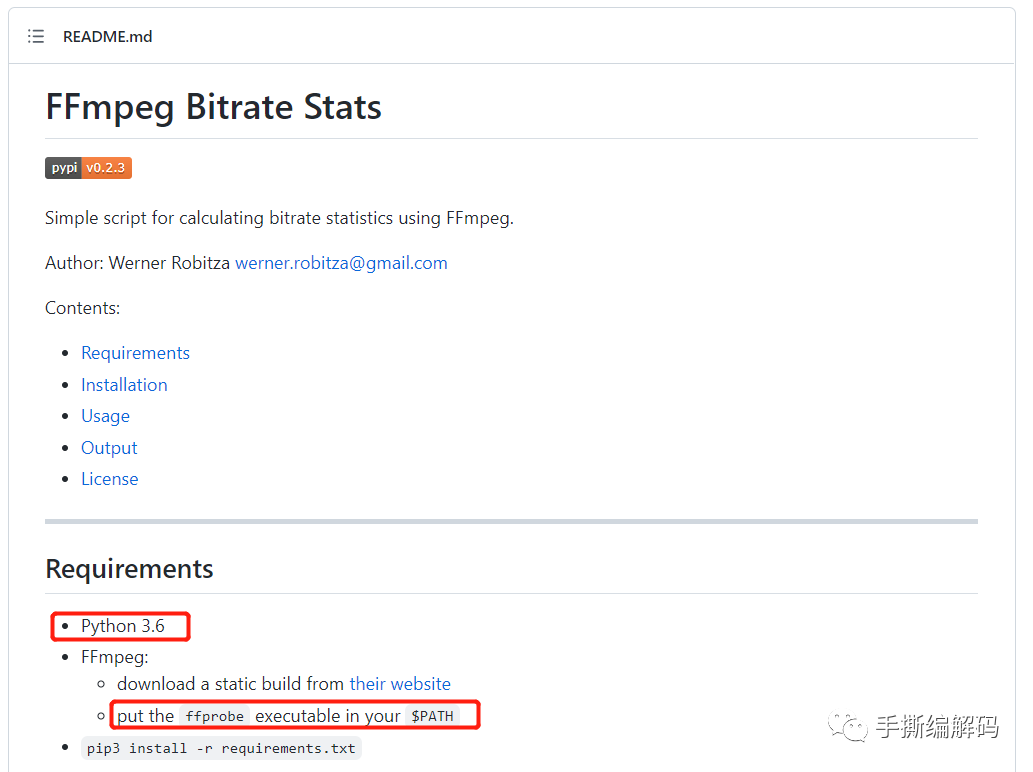 README.md
FFmpeg Bitrate Stats
pypi v0.2.3
Simple script for calculating bitrate statistics using FFmpeg.
Author: Werner Robitza werner.robitza@gmail.com
Contents:
Requirements
Installation
Usage
Output
License
Requirements
Python 3.6
FFmpeg:
download a static build from their website
put the ffprobe executable in your $PATH
pip3 install -r requirements.txt
手撕编解码